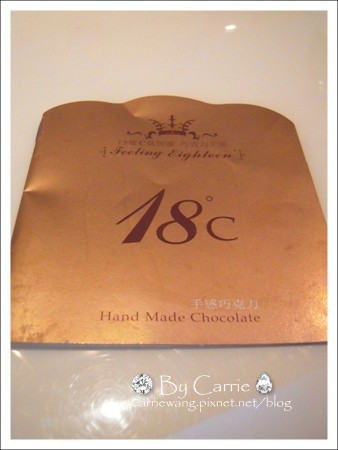 Feeling Eighteen
18°C
手感巧克力
Hand Made Chocolate
By Carrie
Carriewang.pixnet.net/blog